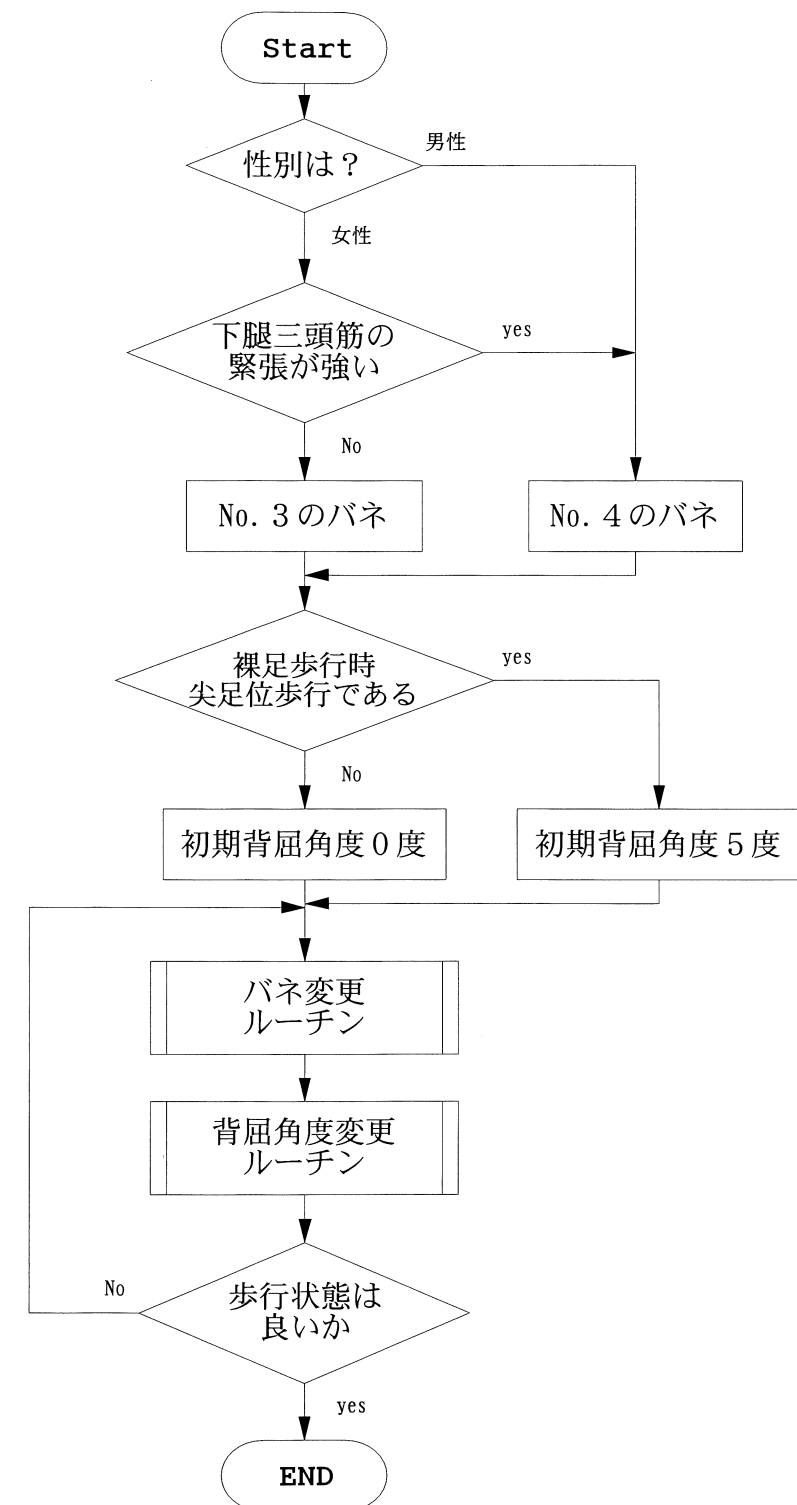 Start
性別は？
男性
女性
下腿三頭筋の
緊張が強い
yes
No
No.３のバネ
No.４のバネ
裸足歩行時
尖足位歩行である
yes
No
初期背屈角度０度
初期背屈角度５度
バネ変更
ルーチン
背屈角度変更
ルーチン
歩行状態は
良いか
No
yes
END